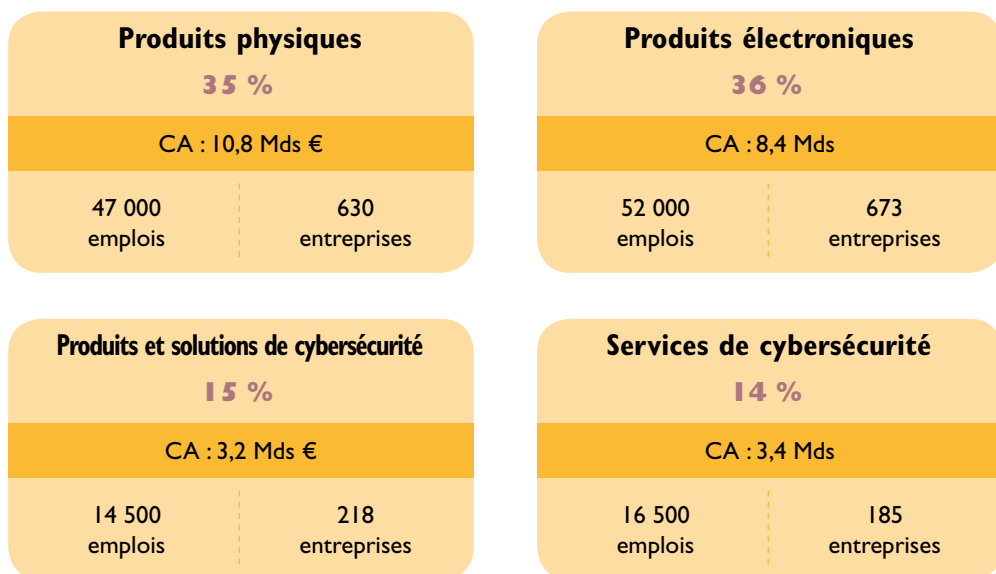 Produits physiques
35 %
CA : 10,8 Mds €
47 000
emplois
630
entreprises
Produits électroniques
36 %
CA : 8,4 Mds
52 000
emplois
673
entreprises
Produits et solutions de cybersécurité
15 %
CA : 3,2 Mds €
14 500
emplois
218
entreprises
Services de cybersécurité
14 %
CA : 3,4 Mds
16 500
emplois
185
entreprises